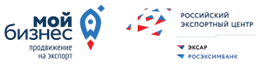 мой
бизнес
продвижение
на экспорт
РОССИЙСКИЙ
ЭКСПОРТНЫЙ ЦЕНТР
ЭКСАР
РОСЭКСИМБАНК